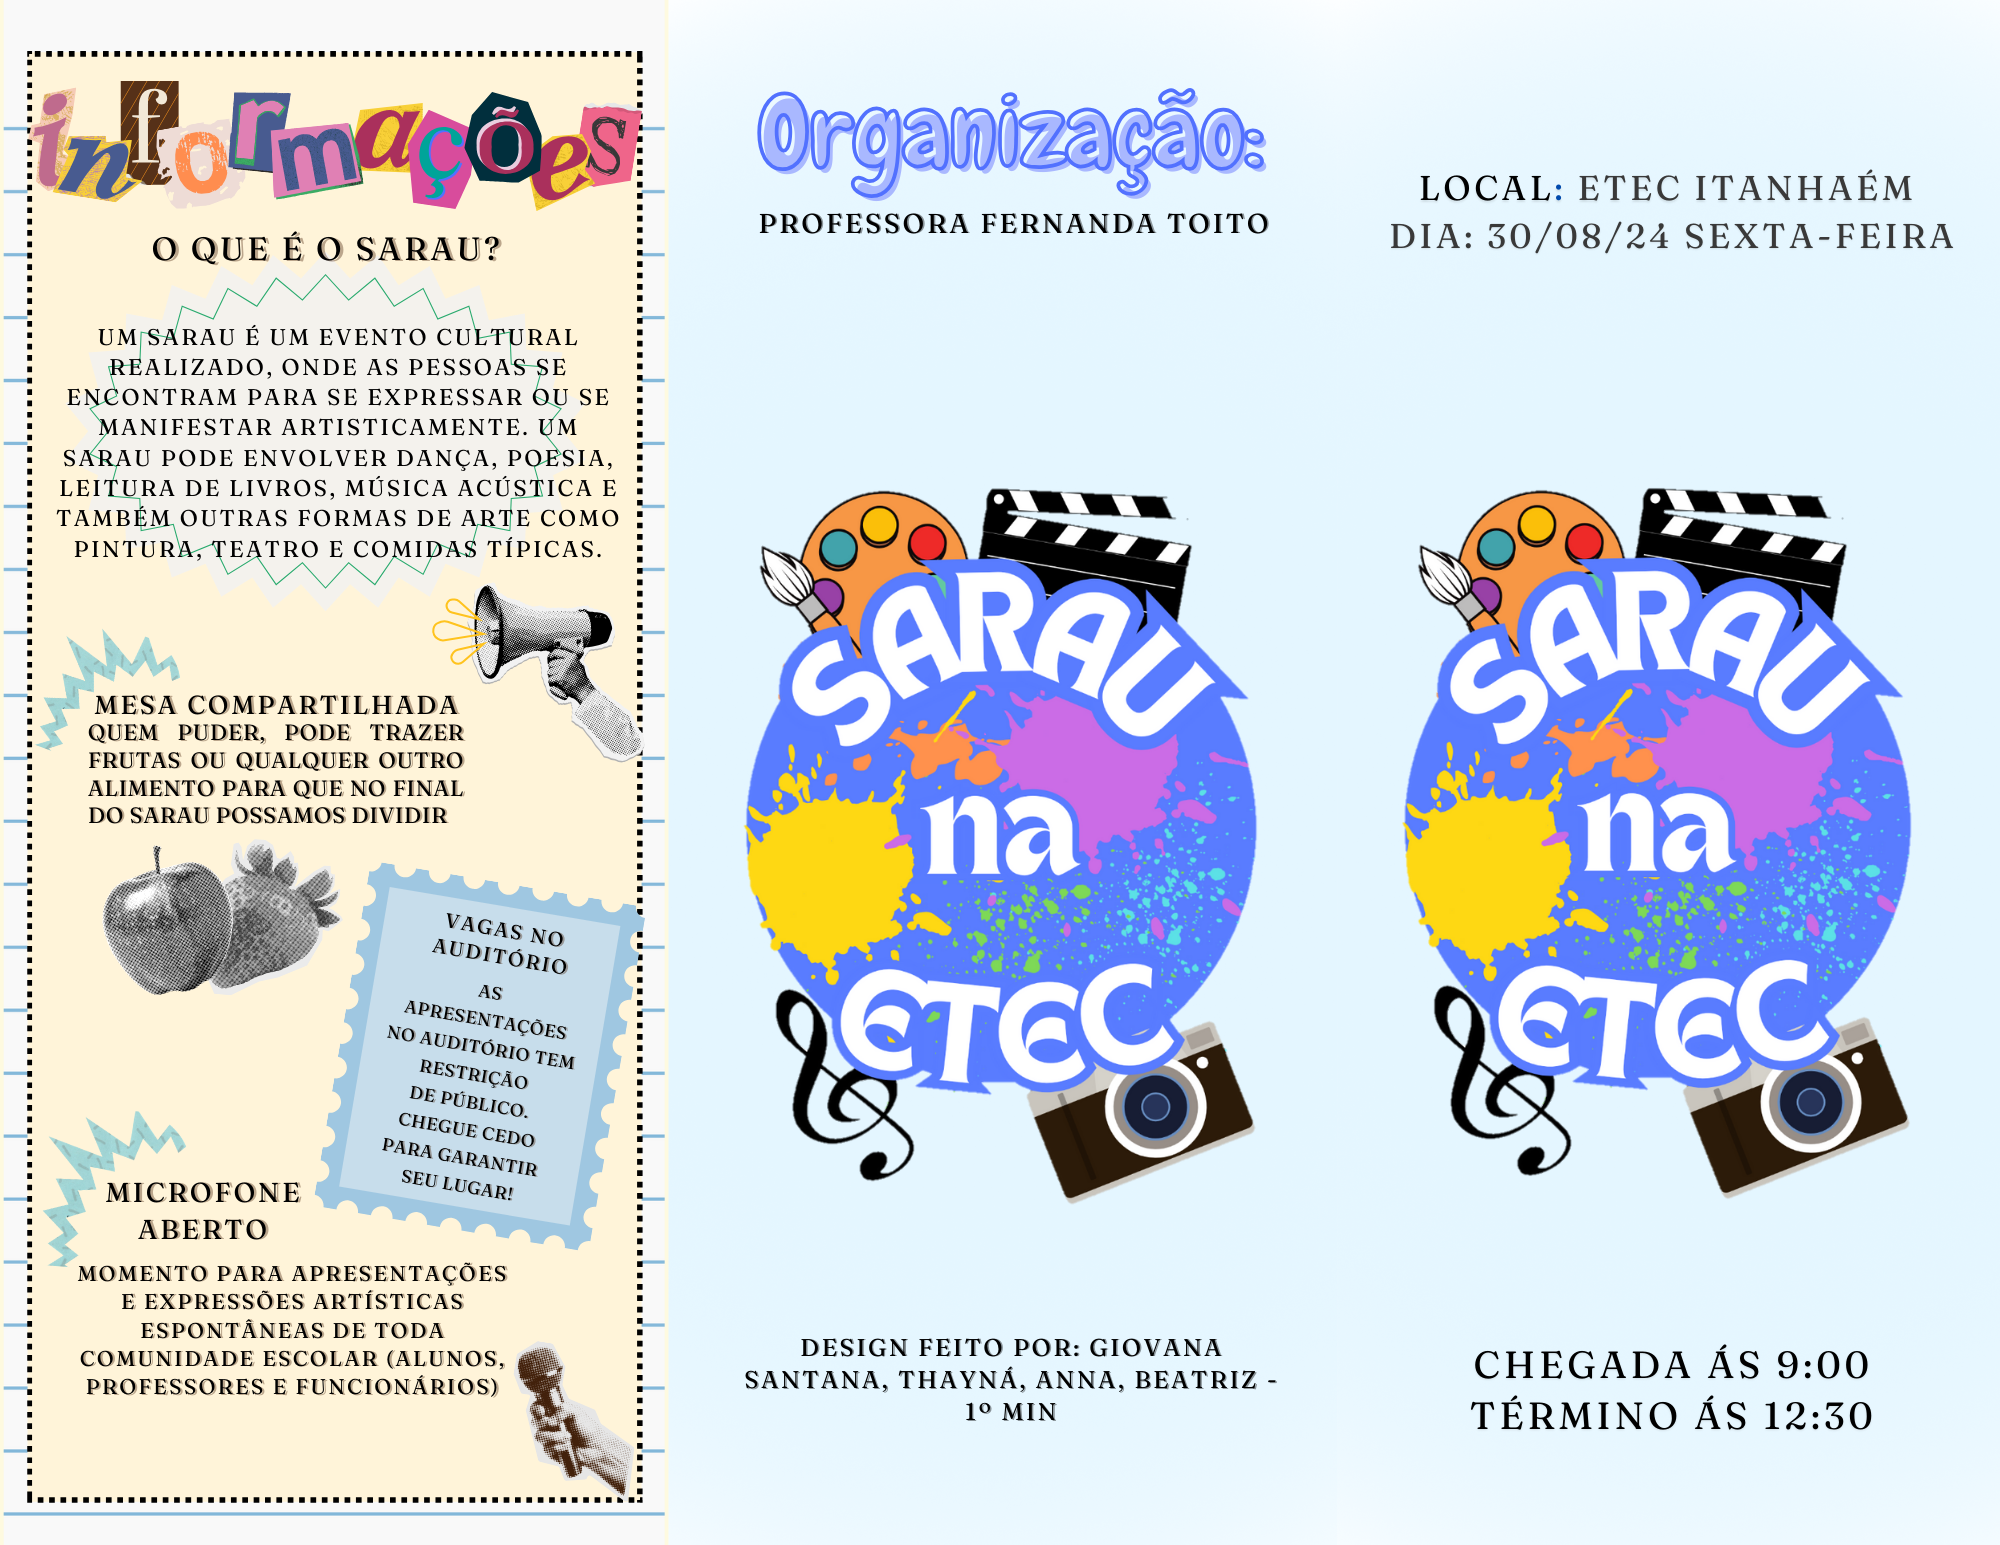 informações
O QUE É O SARAU?
UM SARAU É UM EVENTO CULTURAL
REALIZADO, ONDE AS PESSOAS SE
ENCONTRAM PARA SE EXPRESSAR OU SE
MANIFESTAR ARTISTICAMENTE. UM
SARAU PODE ENVOLVER DANÇA, POESIA,
LEITURA DE LIVROS, MÚSICA ACÚSTICA E
TAMBÉM OUTRAS FORMAS DE ARTE COMO
PINTURA, TEATRO E COMIDAS TÍPICAS.
MESA COMPARTILHADA
QUEM PUDER, PODE TRAZER
FRUTAS OU QUALQUER OUTRO
ALIMENTO PARA QUE NO FINAL
DO SARAU POSSAMOS DIVIDIR
VAGAS NO
AUDITÓRIO
AS
APRESENTAÇÕES
NO AUDITÓRIO TEM
RESTRIÇÃO
DE PÚBLICO.
CHEGUE CEDO
PARA GARANTIR
SEU LUGAR!
MICROFONE
ABERTO
MOMENTO PARA APRESENTAÇÕES
E EXPRESSÕES ARTÍSTICAS
ESPONTÂNEAS DE TODA
COMUNIDADE ESCOLAR (ALUNOS,
PROFESSORES E FUNCIONÁRIOS)
Organização:
PROFESSORA FERNANDA TOITO
SARAU
na
ETEC
DESIGN FEITO POR: GIOVANA
SANTANA, THAYNÁ, ANNA, BEATRIZ -
1º MIN
LOCAL: ETEC ITANHAÉM
DIA: 30/08/24 SEXTA-FEIRA
SARAU
na
ETEC
CHEGADA ÁS 9:00
TÉRMINO ÁS 12:30